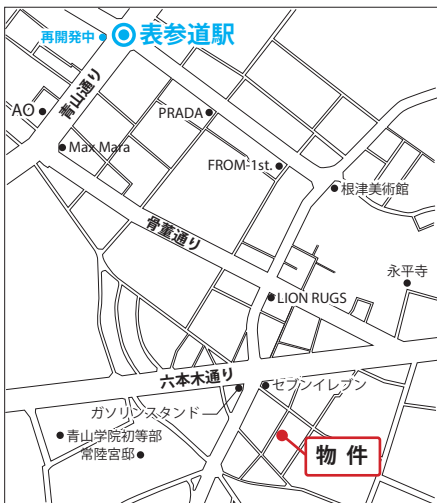 再開発中
表参道駅
青山通り
AO
PRADA
Max Mara
FROM-1st.
根津美術館
骨董通り
永平寺
LION RUGS
六本木通り
セブンイレブン
ガソリンスタンド
青山学院初等部
常陸宮邸
物件